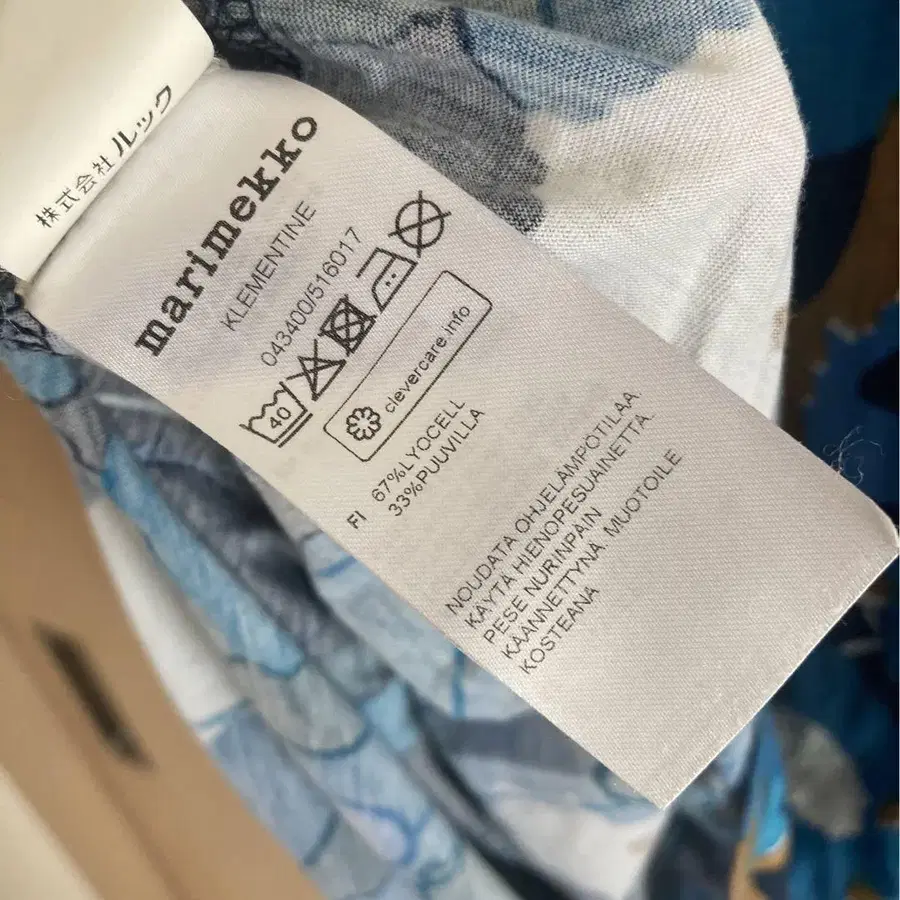 株式会社ルック
marimekko
KLEMENTINE
043400/516017
40
clevercare.info
FI 67%LYOCELL
33%PUUVILLA
NOUDATA OHJELÄMPÖTILAA
KÄYTÄ HIENOPESUAINETTA.
PESE NURINPÄIN
KÄÄNNETTYNÄ MUOTOILE
KOSTEANA